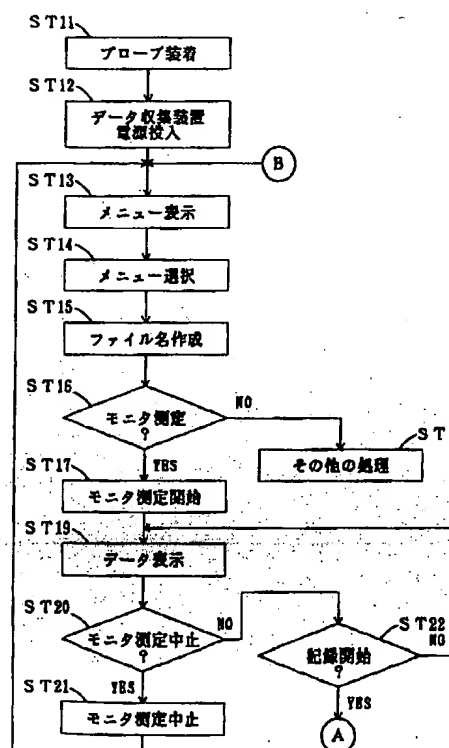 ST11
プローブ装着
ST12
データ収集装置
電源投入
B
ST13
メニュー表示
ST14
メニュー選択
ST15
ファイル名作成
ST16
モニタ測定
?
NO
YES
ST
その他の処理
ST17
モニタ測定開始
ST19
データ表示
ST20
モニタ測定中止
?
NO
YES
ST22
記録開始
?
NO
YES
ST21
モニタ測定中止
A